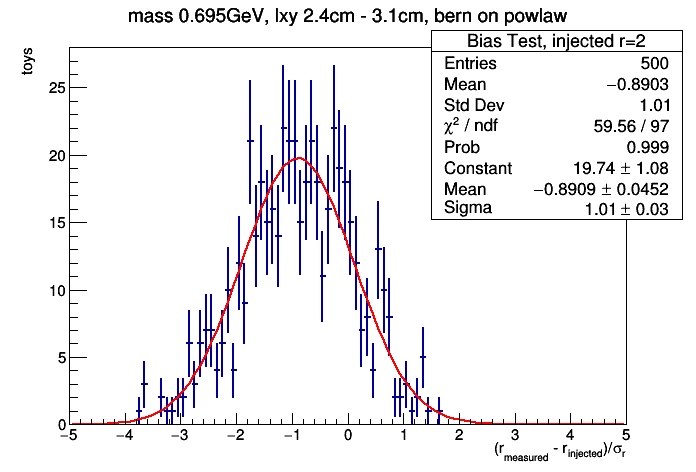 mass 0.695GeV, lxy 2.4cm - 3.1cm, bern on powlaw
Bias Test, injected r=2
Entries 500
Mean −0.8903
Std Dev 1.01
χ² / ndf 59.56 / 97
Prob 0.999
Constant 19.74 ± 1.08
Mean −0.8909 ± 0.0452
Sigma 1.01 ± 0.03
toys
25
20
15
10
5
0
−5 −4 −3 −2 −1 0 1 2 3 4 5
(r_measured - r_injected)/σ_r